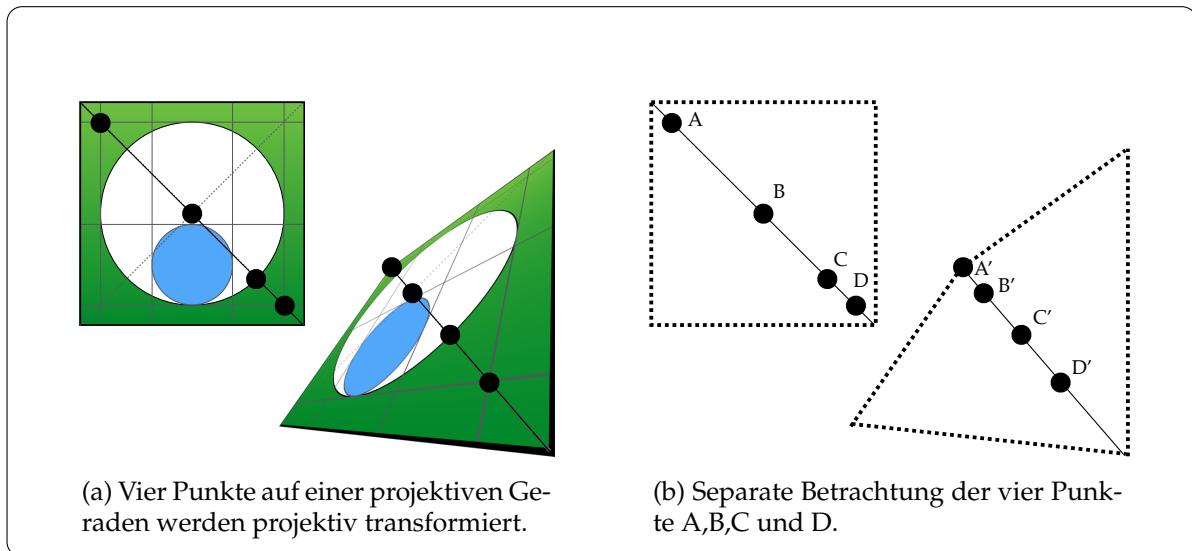 A
B
C
D
A′
B′
C′
D′
(a) Vier Punkte auf einer projektiven Ge-
raden werden projektiv transformiert.
(b) Separate Betrachtung der vier Punk-
te A,B,C und D.